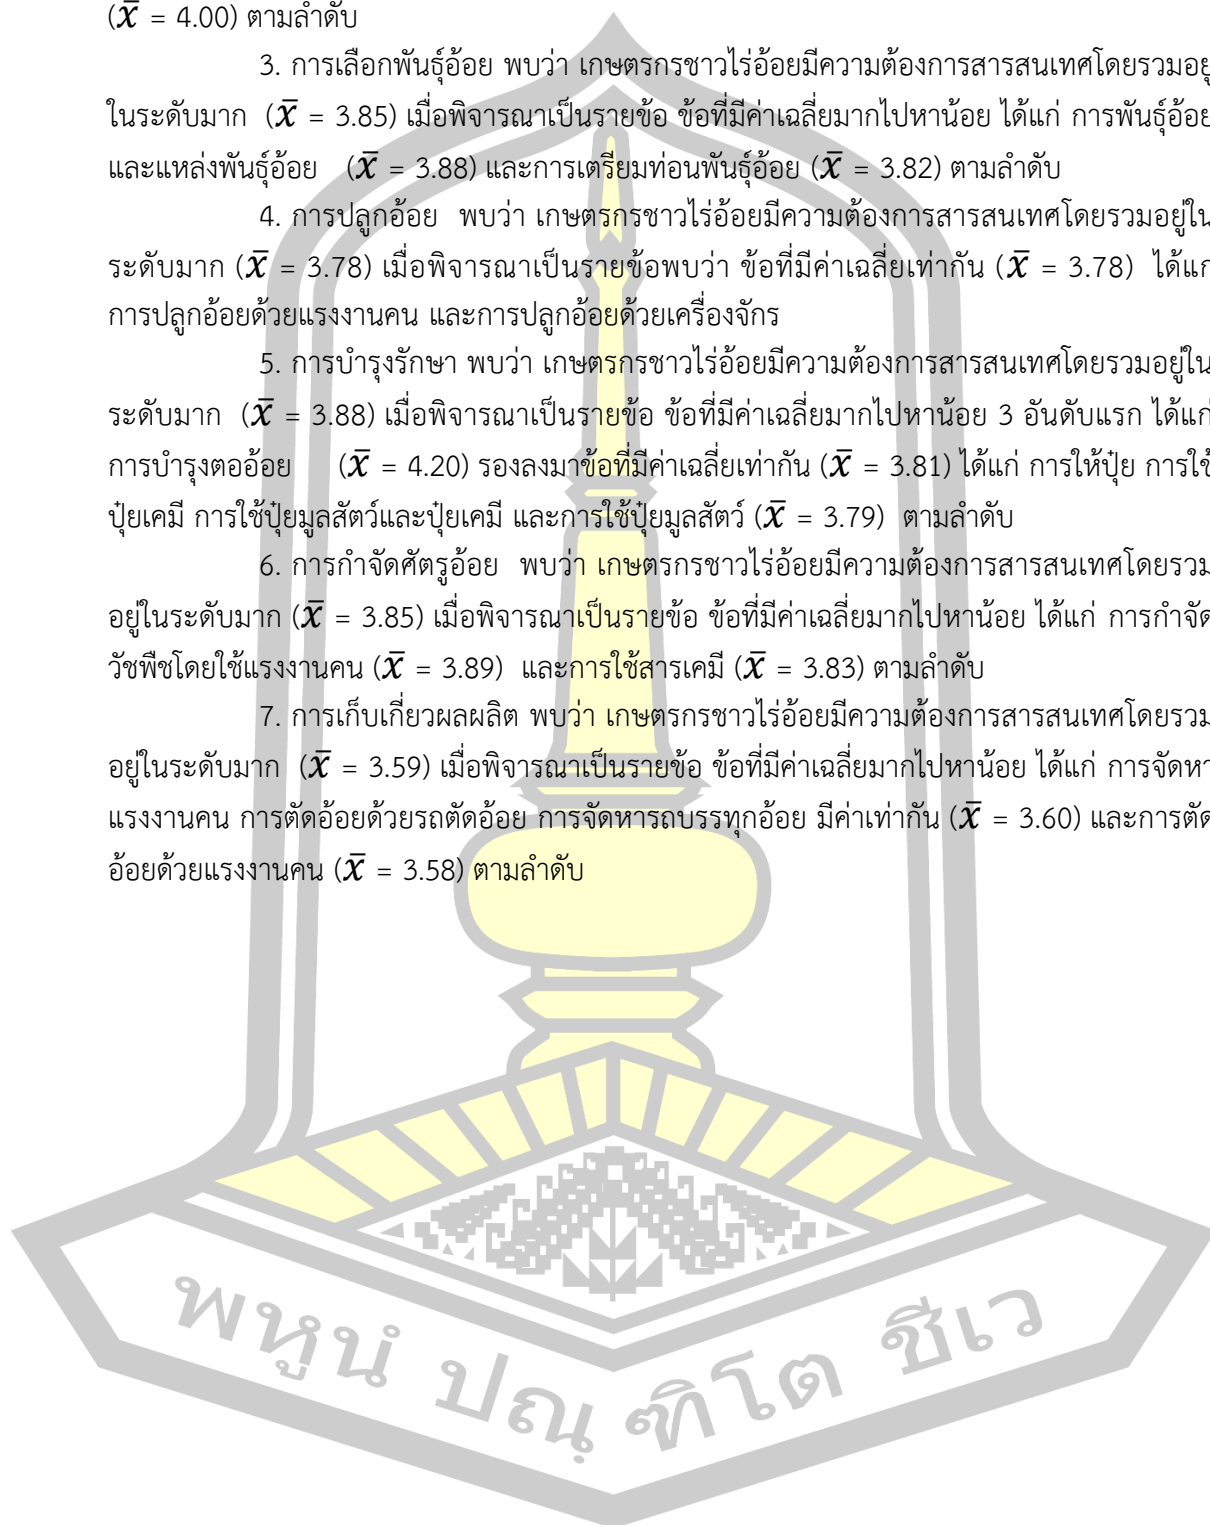 (x̄ = 4.00) ตามลำดับ
3. การเลือกพันธุ์อ้อย พบว่า เกษตรกรชาวไร่อ้อยมีความต้องการสารสนเทศโดยรวมอยู่
ในระดับมาก (x̄ = 3.85) เมื่อพิจารณาเป็นรายข้อ ข้อที่มีค่าเฉลี่ยมากไปหาน้อย ได้แก่ การพันธุ์อ้อย
และแหล่งพันธุ์อ้อย (x̄ = 3.88) และการเตรียมท่อนพันธุ์อ้อย (x̄ = 3.82) ตามลำดับ
4. การปลูกอ้อย พบว่า เกษตรกรชาวไร่อ้อยมีความต้องการสารสนเทศโดยรวมอยู่ใน
ระดับมาก (x̄ = 3.78) เมื่อพิจารณาเป็นรายข้อพบว่า ข้อที่มีค่าเฉลี่ยเท่ากัน (x̄ = 3.78) ได้แก่
การปลูกอ้อยด้วยแรงงานคน และการปลูกอ้อยด้วยเครื่องจักร
5. การบำรุงรักษา พบว่า เกษตรกรชาวไร่อ้อยมีความต้องการสารสนเทศโดยรวมอยู่ใน
ระดับมาก (x̄ = 3.88) เมื่อพิจารณาเป็นรายข้อ ข้อที่มีค่าเฉลี่ยมากไปหาน้อย 3 อันดับแรก ได้แก่
การบำรุงตออ้อย (x̄ = 4.20) รองลงมาข้อที่มีค่าเฉลี่ยเท่ากัน (x̄ = 3.81) ได้แก่ การให้ปุ๋ย การใช้
ปุ๋ยเคมี การใช้ปุ๋ยมูลสัตว์และปุ๋ยเคมี และการใช้ปุ๋ยมูลสัตว์ (x̄ = 3.79) ตามลำดับ
6. การกำจัดศัตรูอ้อย พบว่า เกษตรกรชาวไร่อ้อยมีความต้องการสารสนเทศโดยรวม
อยู่ในระดับมาก (x̄ = 3.85) เมื่อพิจารณาเป็นรายข้อ ข้อที่มีค่าเฉลี่ยมากไปหาน้อย ได้แก่ การกำจัด
วัชพืชโดยใช้แรงงานคน (x̄ = 3.89) และการใช้สารเคมี (x̄ = 3.83) ตามลำดับ
7. การเก็บเกี่ยวผลผลิต พบว่า เกษตรกรชาวไร่อ้อยมีความต้องการสารสนเทศโดยรวม
อยู่ในระดับมาก (x̄ = 3.59) เมื่อพิจารณาเป็นรายข้อ ข้อที่มีค่าเฉลี่ยมากไปหาน้อย ได้แก่ การจัดหา
แรงงานคน การตัดอ้อยด้วยรถตัดอ้อย การจัดหารถบรรทุกอ้อย มีค่าเท่ากัน (x̄ = 3.60) และการตัด
อ้อยด้วยแรงงานคน (x̄ = 3.58) ตามลำดับ
พหูนํ ปณฺฑิโต ชีเว